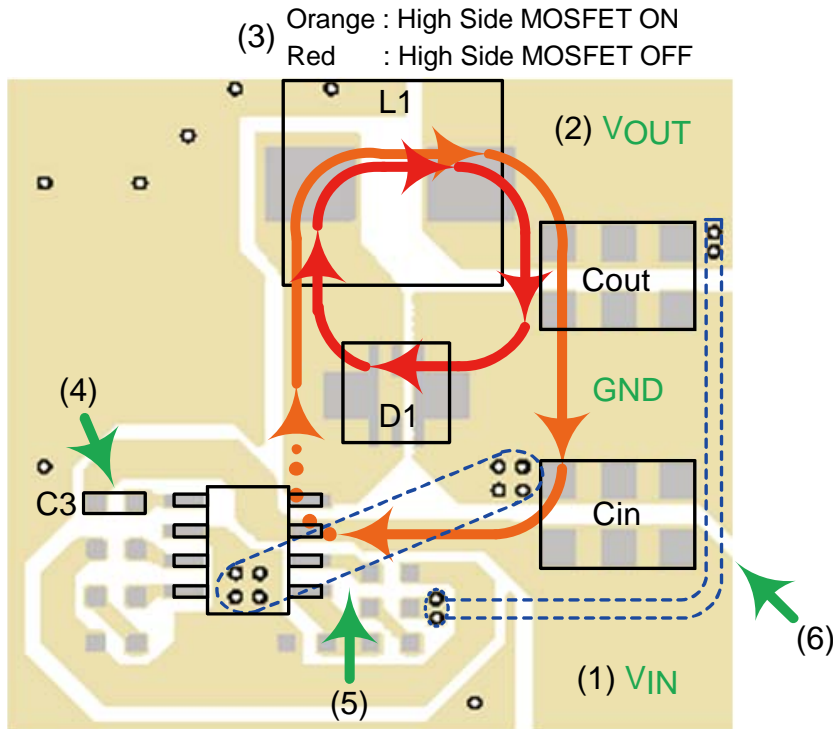 (3) Orange : High Side MOSFET ON
Red : High Side MOSFET OFF
L1
(2) VOUT
Cout
GND
D1
(4)
C3
Cin
(6)
(5)
(1) VIN